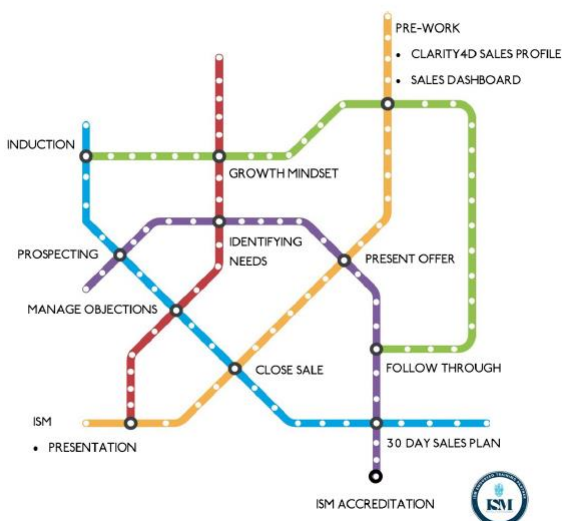 PRE-WORK
• CLARITY4D SALES PROFILE
• SALES DASHBOARD
INDUCTION
GROWTH MINDSET
IDENTIFYING
NEEDS
PROSPECTING
PRESENT OFFER
MANAGE OBJECTIONS
CLOSE SALE
FOLLOW THROUGH
ISM
• PRESENTATION
30 DAY SALES PLAN
ISM ACCREDITATION
ISM